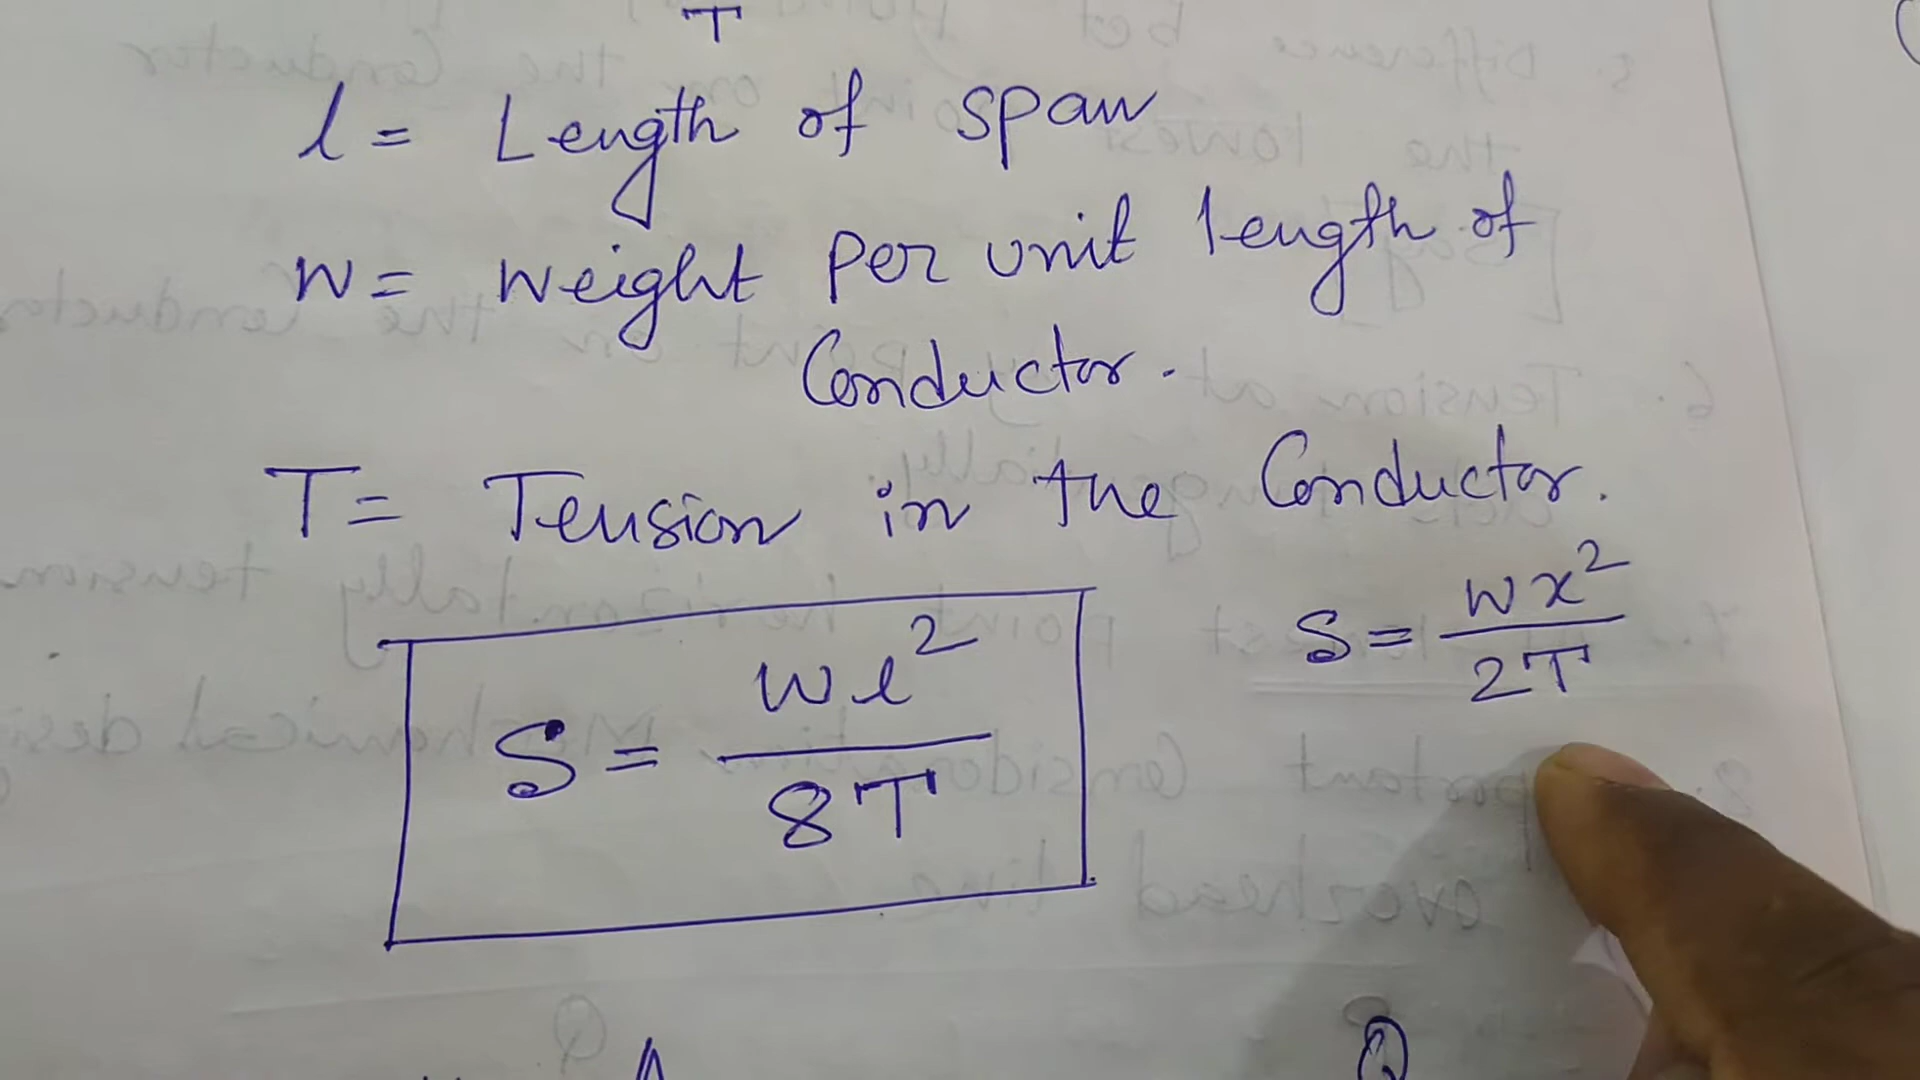 T
l = Length of span
W = Weight per unit length of
Conductor.
T = Tension in the Conductor.
S = wx²/2T
S = wl²/8T
A
Q